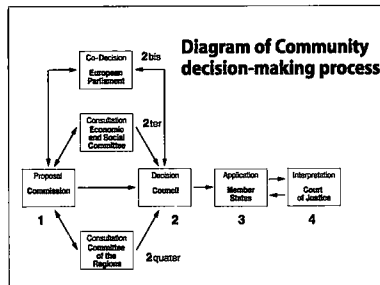 Diagram of Community
decision-making process
Co-Decision
European
Parliament
2bis
Consultation
Economic
and Social
Committee
2ter
Proposal
Commission
1
Decision
Council
2
Application
Member
States
3
Interpretation
Court
of Justice
4
Consultation
Committee
of the
Regions
2quater